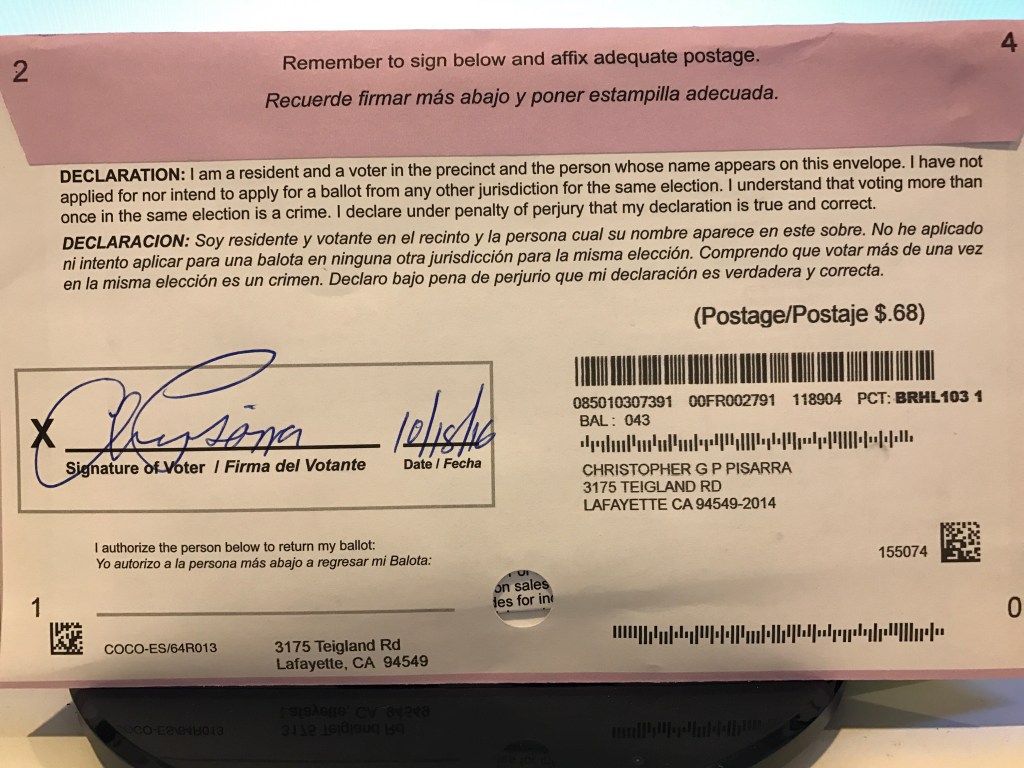 2
4
Remember to sign below and affix adequate postage.
Recuerde firmar más abajo y poner estampilla adecuada.
DECLARATION: I am a resident and a voter in the precinct and the person whose name appears on this envelope. I have not
applied for nor intend to apply for a ballot from any other jurisdiction for the same election. I understand that voting more than
once in the same election is a crime. I declare under penalty of perjury that my declaration is true and correct.
DECLARACION: Soy residente y votante en el recinto y la persona cual su nombre aparece en este sobre. No he aplicado
ni intento aplicar para una balota en ninguna otra jurisdicción para la misma elección. Comprendo que votar más de una vez
en la misma elección es un crimen. Declaro bajo pena de perjurio que mi declaración es verdadera y correcta.
(Postage/Postaje $.68)
X
10/18/16
Signature of Voter / Firma del Votante
Date / Fecha
085010307391 00FR002791 118904 PCT: BRHL103 1
BAL : 043
CHRISTOPHER G P PISARRA
3175 TEIGLAND RD
LAFAYETTE CA 94549-2014
155074
I authorize the person below to return my ballot:
Yo autorizo a la persona más abajo a regresar mi Balota:
on sales
les for
1
0
COCO-ES/64R013
3175 Teigland Rd
Lafayette, CA 94549